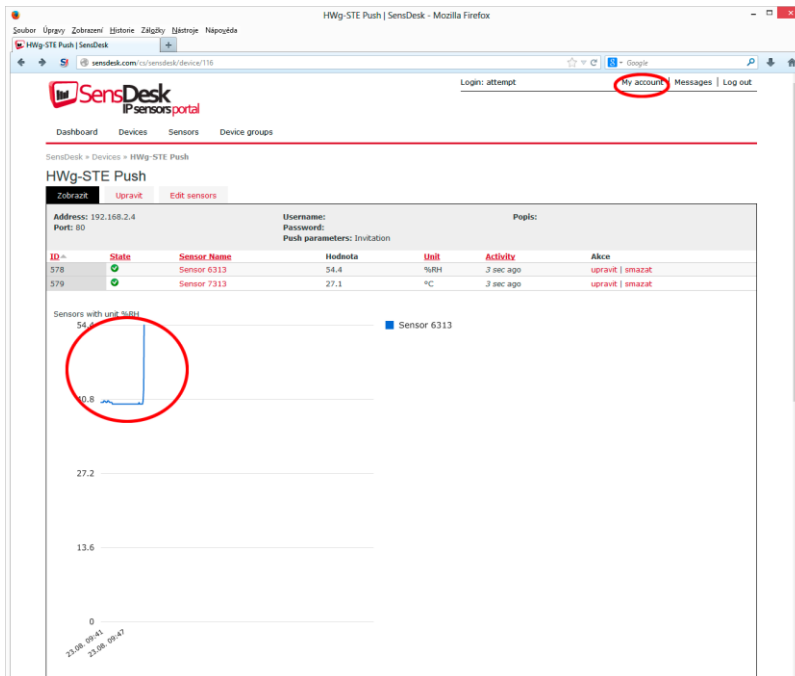 HWg-STE Push | SensDesk - Mozilla Firefox
Soubor Úpravy Zobrazení Historie Záložky Nástroje Nápověda
HWg-STE Push | SensDesk
sensdesk.com/cs/sensdesk/device/116
Google
SensDesk
IP sensors portal
Login: attempt
My account | Messages | Log out
Dashboard Devices Sensors Device groups
SensDesk » Devices » HWg-STE Push
HWg-STE Push
Zobrazit Upravit Edit sensors
Address: 192.168.2.4 Username: Popis:
Port: 80 Password:
Push parameters: Invitation
ID State Sensor Name Hodnota Unit Activity Akce
578 Sensor 6313 54.4 %RH 3 sec ago upravit | smazat
579 Sensor 7313 27.1 °C 3 sec ago upravit | smazat
Sensors with unit %RH
54.4
Sensor 6313
40.8
27.2
13.6
0
23.08. 09:41
23.08. 09:47